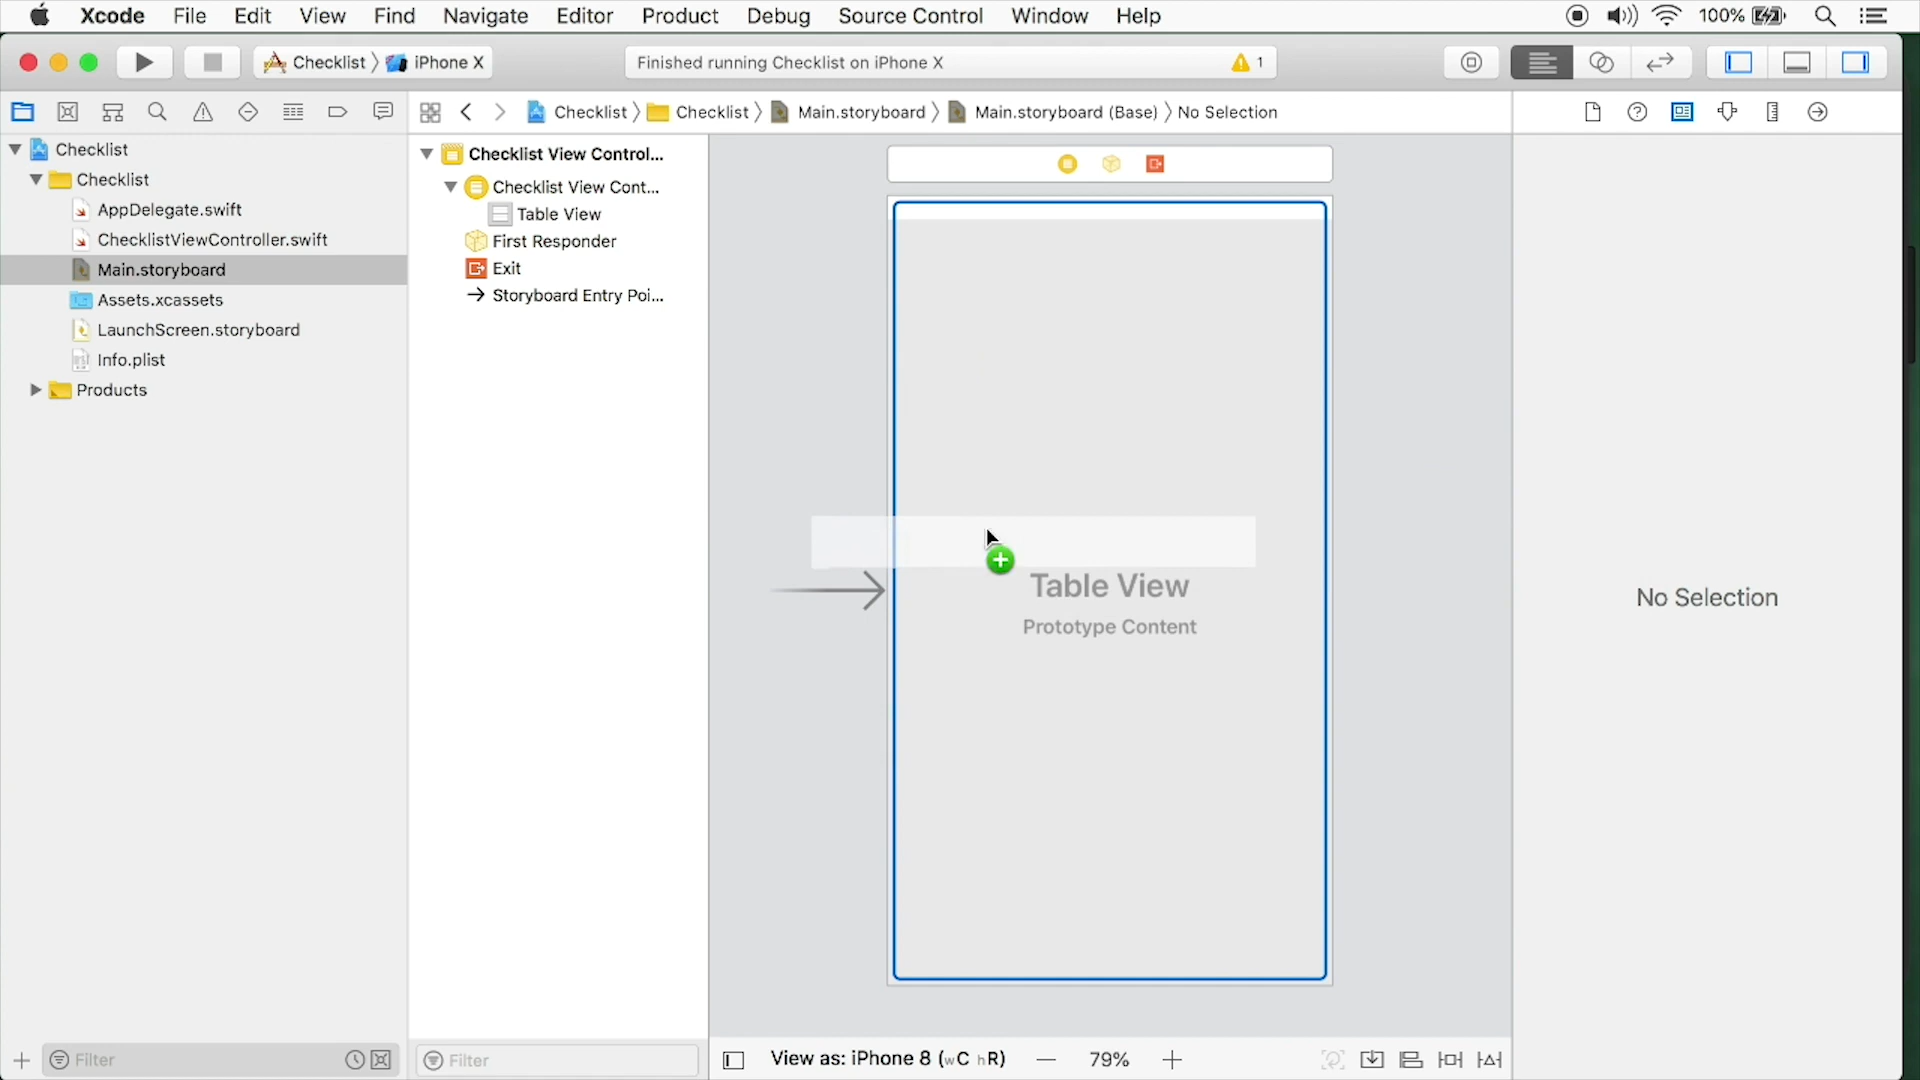 Xcode File Edit View Find Navigate Editor Product Debug Source Control Window Help 100%
Checklist iPhone X Finished running Checklist on iPhone X 1
Checklist Checklist Main.storyboard Main.storyboard (Base) No Selection
Checklist
Checklist
AppDelegate.swift
ChecklistViewController.swift
Main.storyboard
Assets.xcassets
LaunchScreen.storyboard
Info.plist
Products
Checklist View Control...
Checklist View Cont...
Table View
First Responder
Exit
Storyboard Entry Poi...
Table View
Prototype Content
No Selection
Filter
Filter
View as: iPhone 8 (wC hR) — 79% +